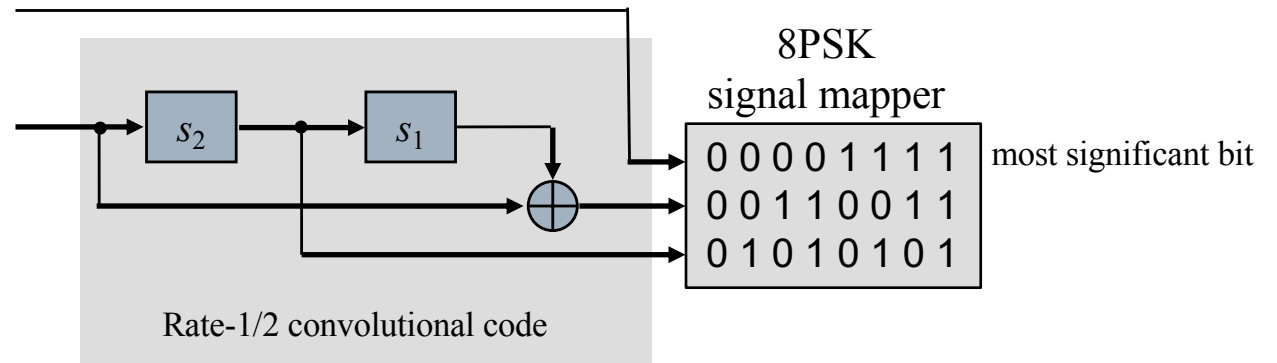 8PSK
signal mapper
s₂
s₁
0 0 0 0 1 1 1 1
most significant bit
0 0 1 1 0 0 1 1
0 1 0 1 0 1 0 1
Rate-1/2 convolutional code